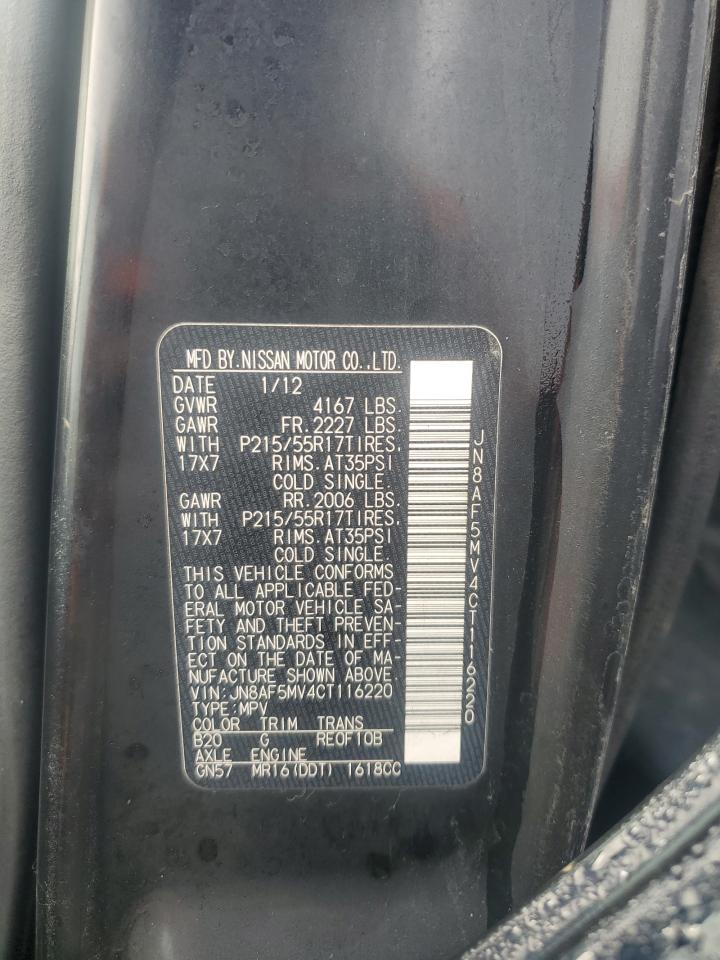 MFD BY.NISSAN MOTOR CO.,LTD.
DATE 1/12
GVWR 4167 LBS.
GAWR FR. 2227 LBS.
WITH P215/55R17TIRES.
17X7 RIMS. AT35PSI
COLD SINGLE.
GAWR RR. 2006 LBS.
WITH P215/55R17TIRES.
17X7 RIMS. AT35PSI
COLD SINGLE.
THIS VEHICLE CONFORMS
TO ALL APPLICABLE FED-
ERAL MOTOR VEHICLE SA-
FETY AND THEFT PREVEN-
TION STANDARDS IN EFF-
ECT ON THE DATE OF MA-
NUFACTURE SHOWN ABOVE.
VIN:JN8AF5MV4CT116220
TYPE:MPV
COLOR TRIM TRANS
B20 G RE0F10B
AXLE ENGINE
GN57 MR16(DDT) 1618CC
JN8AF5MV4CT116220